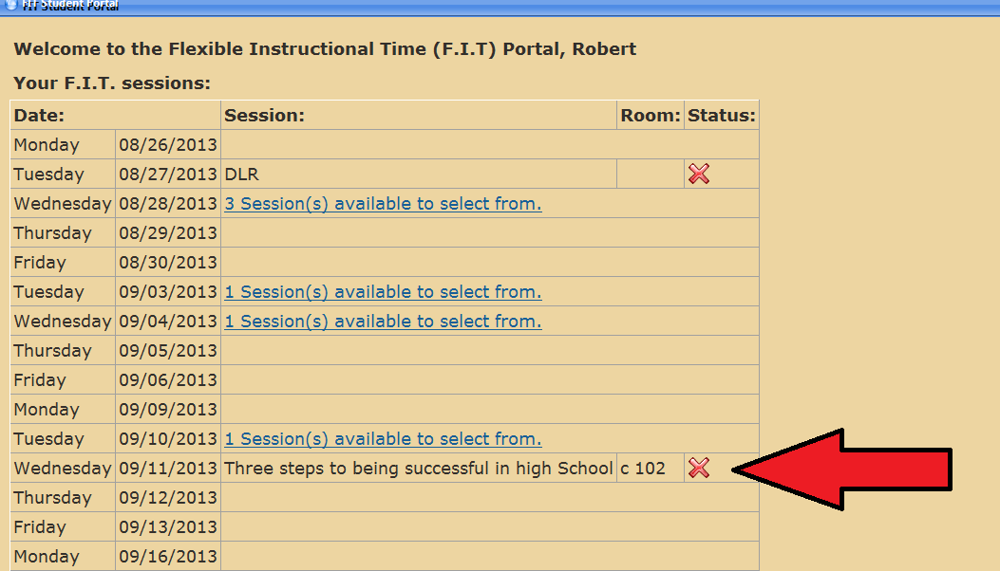 FIT Student Portal
Welcome to the Flexible Instructional Time (F.I.T) Portal, Robert
Your F.I.T. sessions:
Date: Session: Room: Status:
Monday 08/26/2013
Tuesday 08/27/2013 DLR
Wednesday 08/28/2013 3 Session(s) available to select from.
Thursday 08/29/2013
Friday 08/30/2013
Tuesday 09/03/2013 1 Session(s) available to select from.
Wednesday 09/04/2013 1 Session(s) available to select from.
Thursday 09/05/2013
Friday 09/06/2013
Monday 09/09/2013
Tuesday 09/10/2013 1 Session(s) available to select from.
Wednesday 09/11/2013 Three steps to being successful in high School c 102
Thursday 09/12/2013
Friday 09/13/2013
Monday 09/16/2013